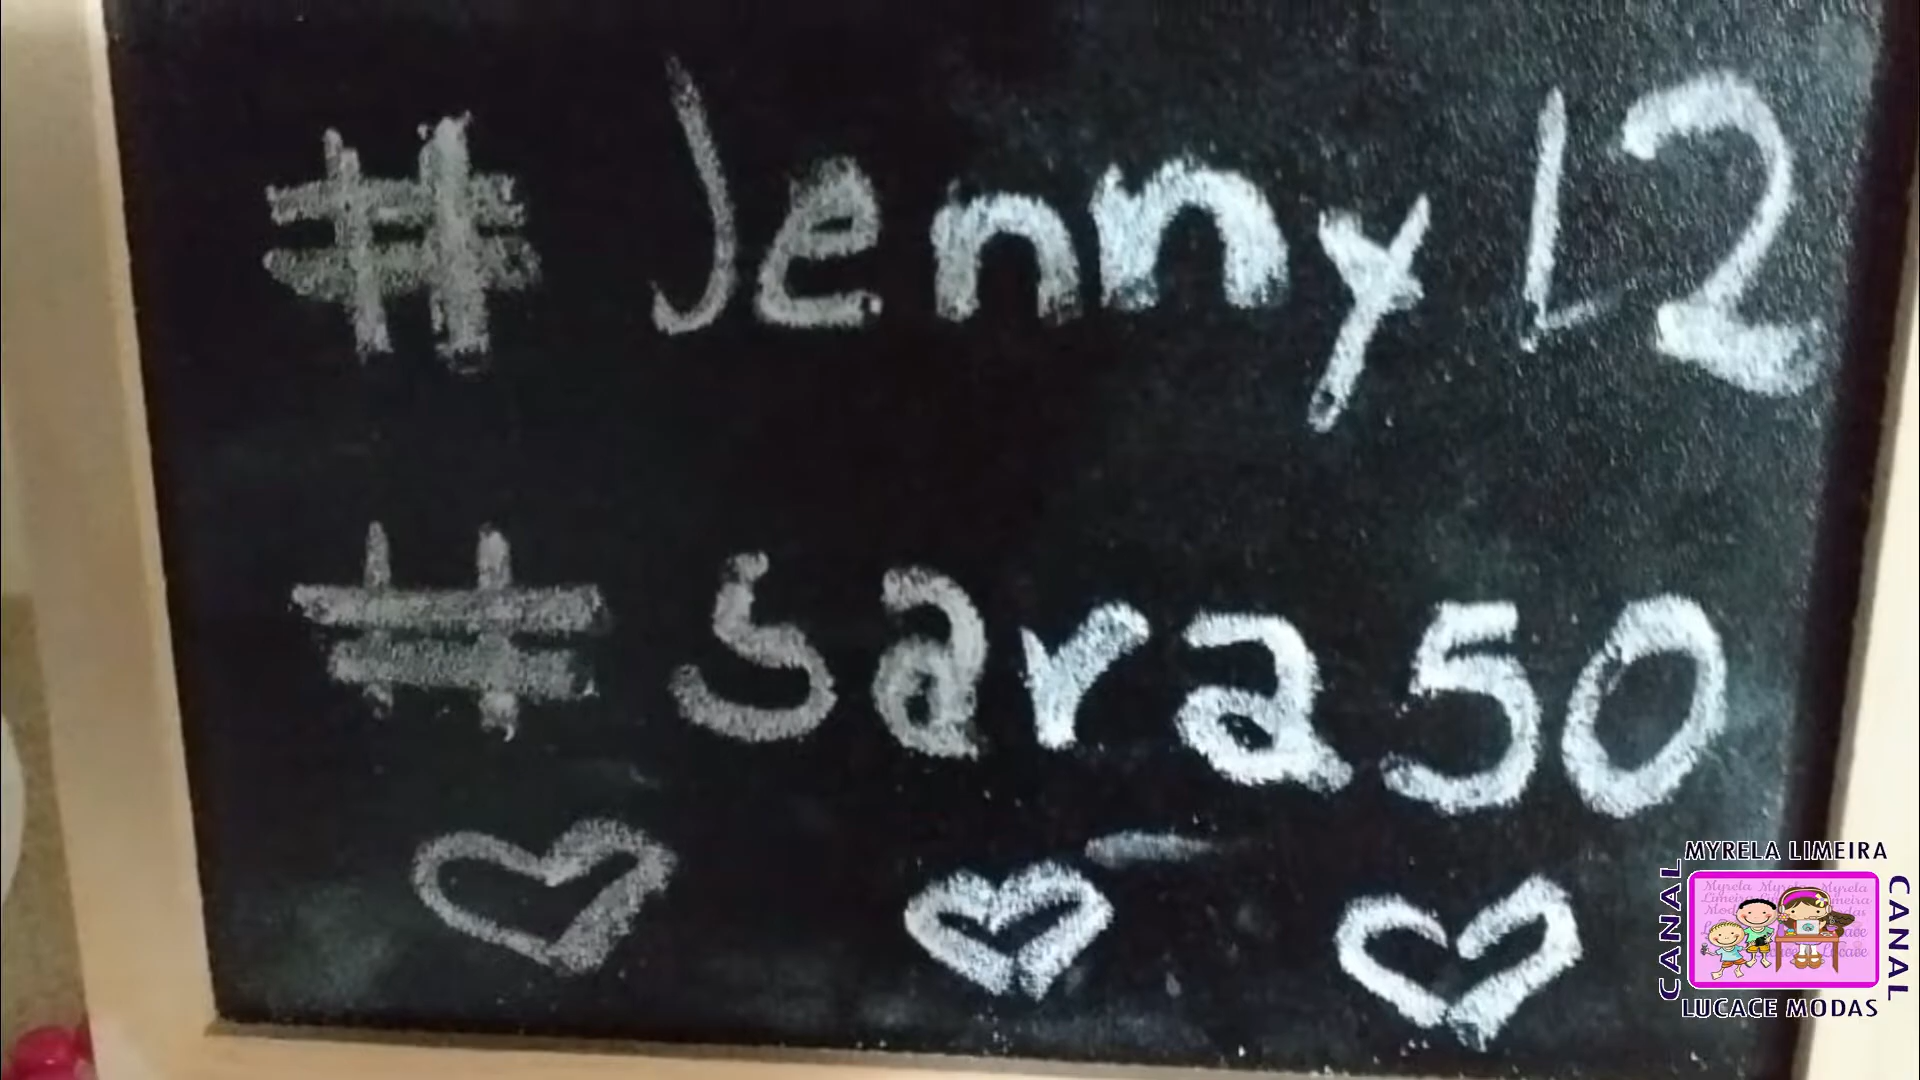 # Jenny12
#sara50
MYRELA LIMEIRA
CANAL
CANAL
LUCACE MODAS